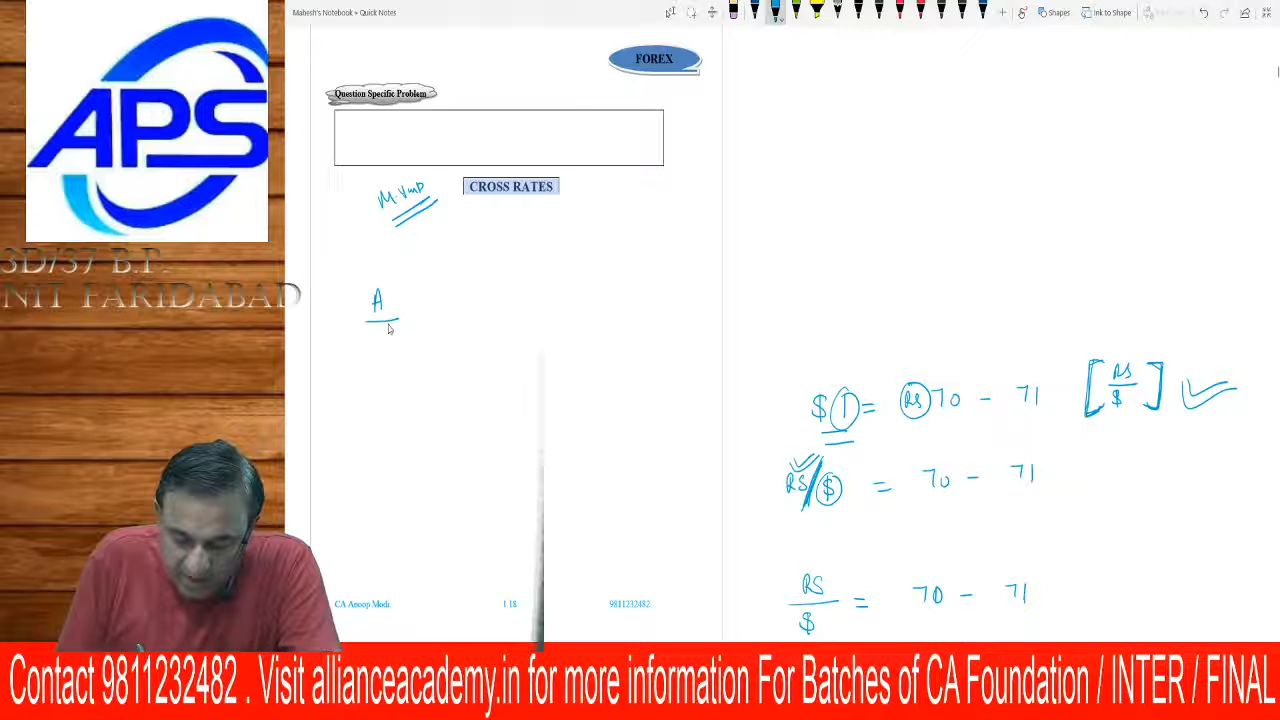 Mahesh's Notebook » Quick Notes
Shapes
Ink to Shape
APS
3D/37 B.P.
NIT FARIDABAD
FOREX
Question Specific Problem
M. Vimp
CROSS RATES
A
$ 1 = RS 70 - 71 [RS/$]
RS/$ = 70 - 71
RS/$ = 70 - 71
CA Anoop Modi 1.18 9811232482
Contact 9811232482 . Visit allianceacademy.in for more information For Batches of CA Foundation / INTER / FINAL